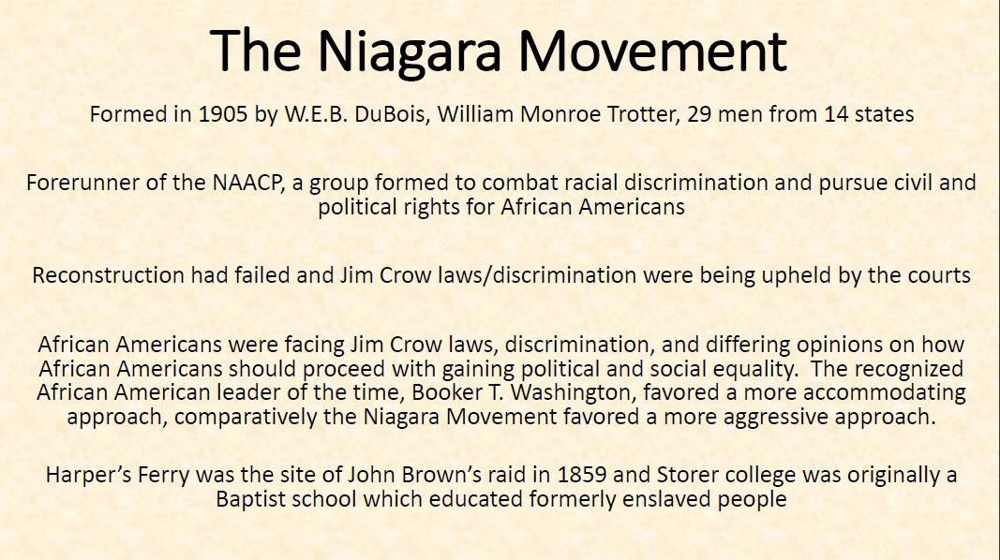 The Niagara Movement
Formed in 1905 by W.E.B. DuBois, William Monroe Trotter, 29 men from 14 states
Forerunner of the NAACP, a group formed to combat racial discrimination and pursue civil and
political rights for African Americans
Reconstruction had failed and Jim Crow laws/discrimination were being upheld by the courts
African Americans were facing Jim Crow laws, discrimination, and differing opinions on how
African Americans should proceed with gaining political and social equality.  The recognized
African American leader of the time, Booker T. Washington, favored a more accommodating
approach, comparatively the Niagara Movement favored a more aggressive approach.
Harper’s Ferry was the site of John Brown’s raid in 1859 and Storer college was originally a
Baptist school which educated formerly enslaved people